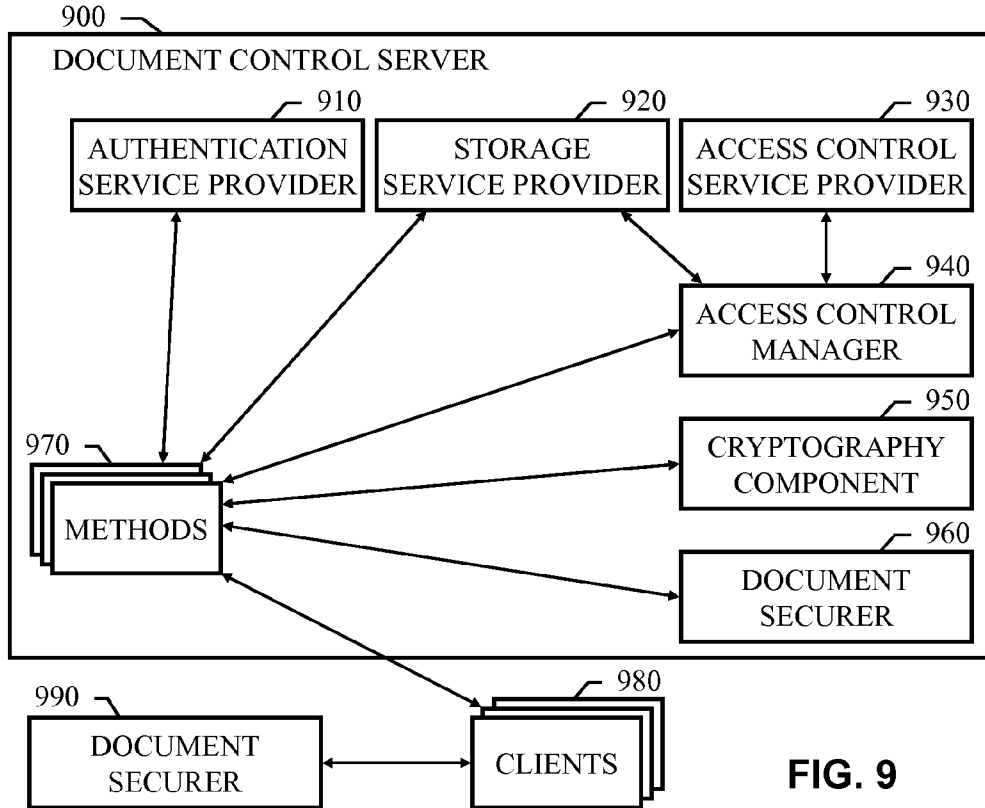 900
DOCUMENT CONTROL SERVER
910
AUTHENTICATION
SERVICE PROVIDER
920
STORAGE
SERVICE PROVIDER
930
ACCESS CONTROL
SERVICE PROVIDER
940
ACCESS CONTROL
MANAGER
950
CRYPTOGRAPHY
COMPONENT
970
METHODS
960
DOCUMENT
SECURER
990
DOCUMENT
SECURER
980
CLIENTS
FIG. 9